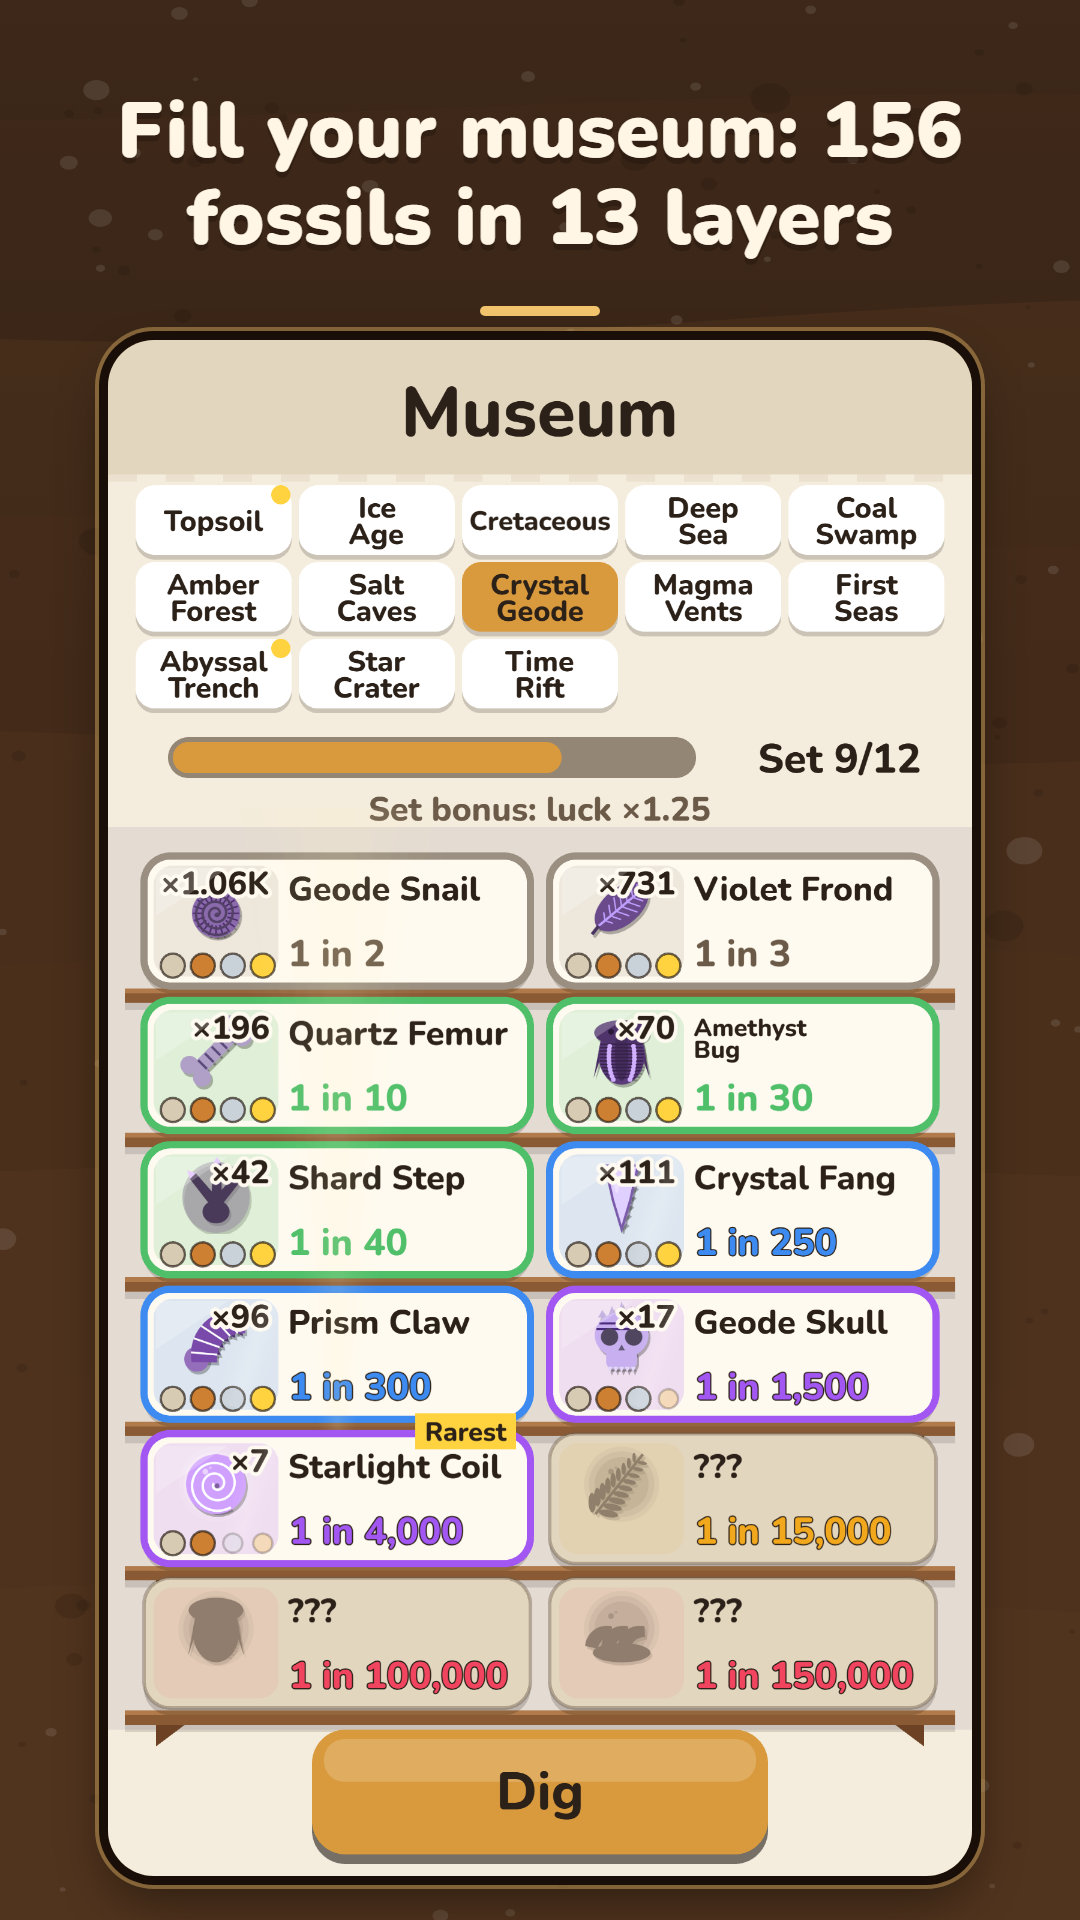 Fill your museum: 156
fossils in 13 layers
Museum
Topsoil
Ice
Age
Cretaceous
Deep
Sea
Coal
Swamp
Amber
Forest
Salt
Caves
Crystal
Geode
Magma
Vents
First
Seas
Abyssal
Trench
Star
Crater
Time
Rift
Set 9/12
Set bonus: luck ×1.25
×1.06K
Geode Snail
1 in 2
×731
Violet Frond
1 in 3
×196
Quartz Femur
1 in 10
×70
Amethyst
Bug
1 in 30
×42
Shard Step
1 in 40
×111
Crystal Fang
1 in 250
×96
Prism Claw
1 in 300
×17
Geode Skull
1 in 1,500
Rarest
×7
Starlight Coil
1 in 4,000
???
1 in 15,000
???
1 in 100,000
???
1 in 150,000
Dig